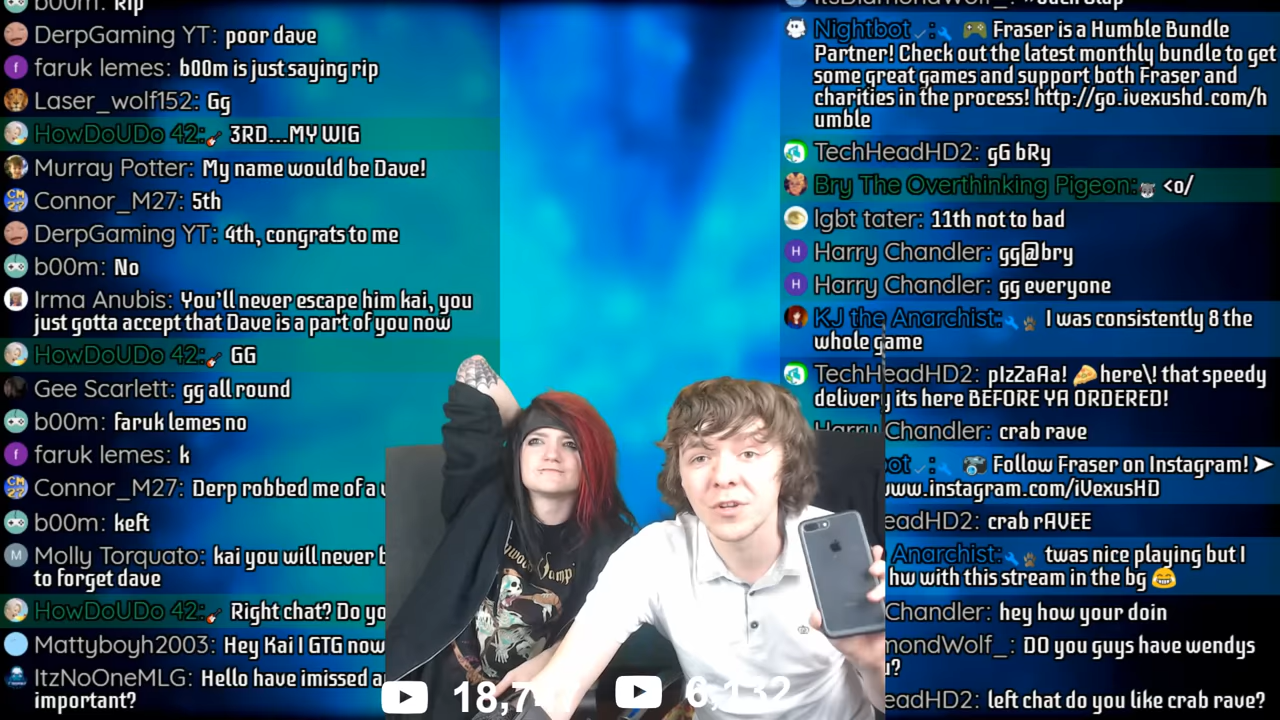 b00m: Rip
DerpGaming YT: poor dave
faruk lemes: b00m is just saying rip
Laser_wolf152: Gg
HowDoUDo 42: 3RD...MY WIG
Murray Potter: My name would be Dave!
Connor_M27: 5th
DerpGaming YT: 4th, congrats to me
b00m: No
Irma Anubis: You'll never escape him kai, you
just gotta accept that Dave is a part of you now
HowDoUDo 42: GG
Gee Scarlett: gg all round
b00m: faruk lemes no
faruk lemes: k
Connor_M27: Derp robbed me of a
b00m: keft
Molly Torquato: kai you will never
to forget dave
HowDoUDo 42: Right chat? Do
Mattyboyh2003: Hey Kai I GTG now
ItzNoOneMLG: Hello have imissed
important?
Nightbot: 🎮 Fraser is a Humble Bundle
Partner! Check out the latest monthly bundle to get
some great games and support both Fraser and
charities in the process! http://go.ivexushd.com/h
umble
TechHeadHD2: gG bRy
Bry The Overthinking Pigeon: <o/
lgbt tater: 11th not to bad
Harry Chandler: gg@bry
Harry Chandler: gg everyone
KJ the Anarchist: I was consistently 8 the
whole game
TechHeadHD2: pIzZaAa! 🍕here\! that speedy
delivery its here BEFORE YA ORDERED!
Harry Chandler: crab rave
bot: 📷 Follow Fraser on Instagram! ➤
www.instagram.com/iVexusHD
eadHD2: crab rAVEE
Anarchist: twas nice playing but I
hw with this stream in the bg 😂
Chandler: hey how your doin
mondWolf_: DO you guys have wendys
?
eadHD2: left chat do you like crab rave?
Vampi
6,132